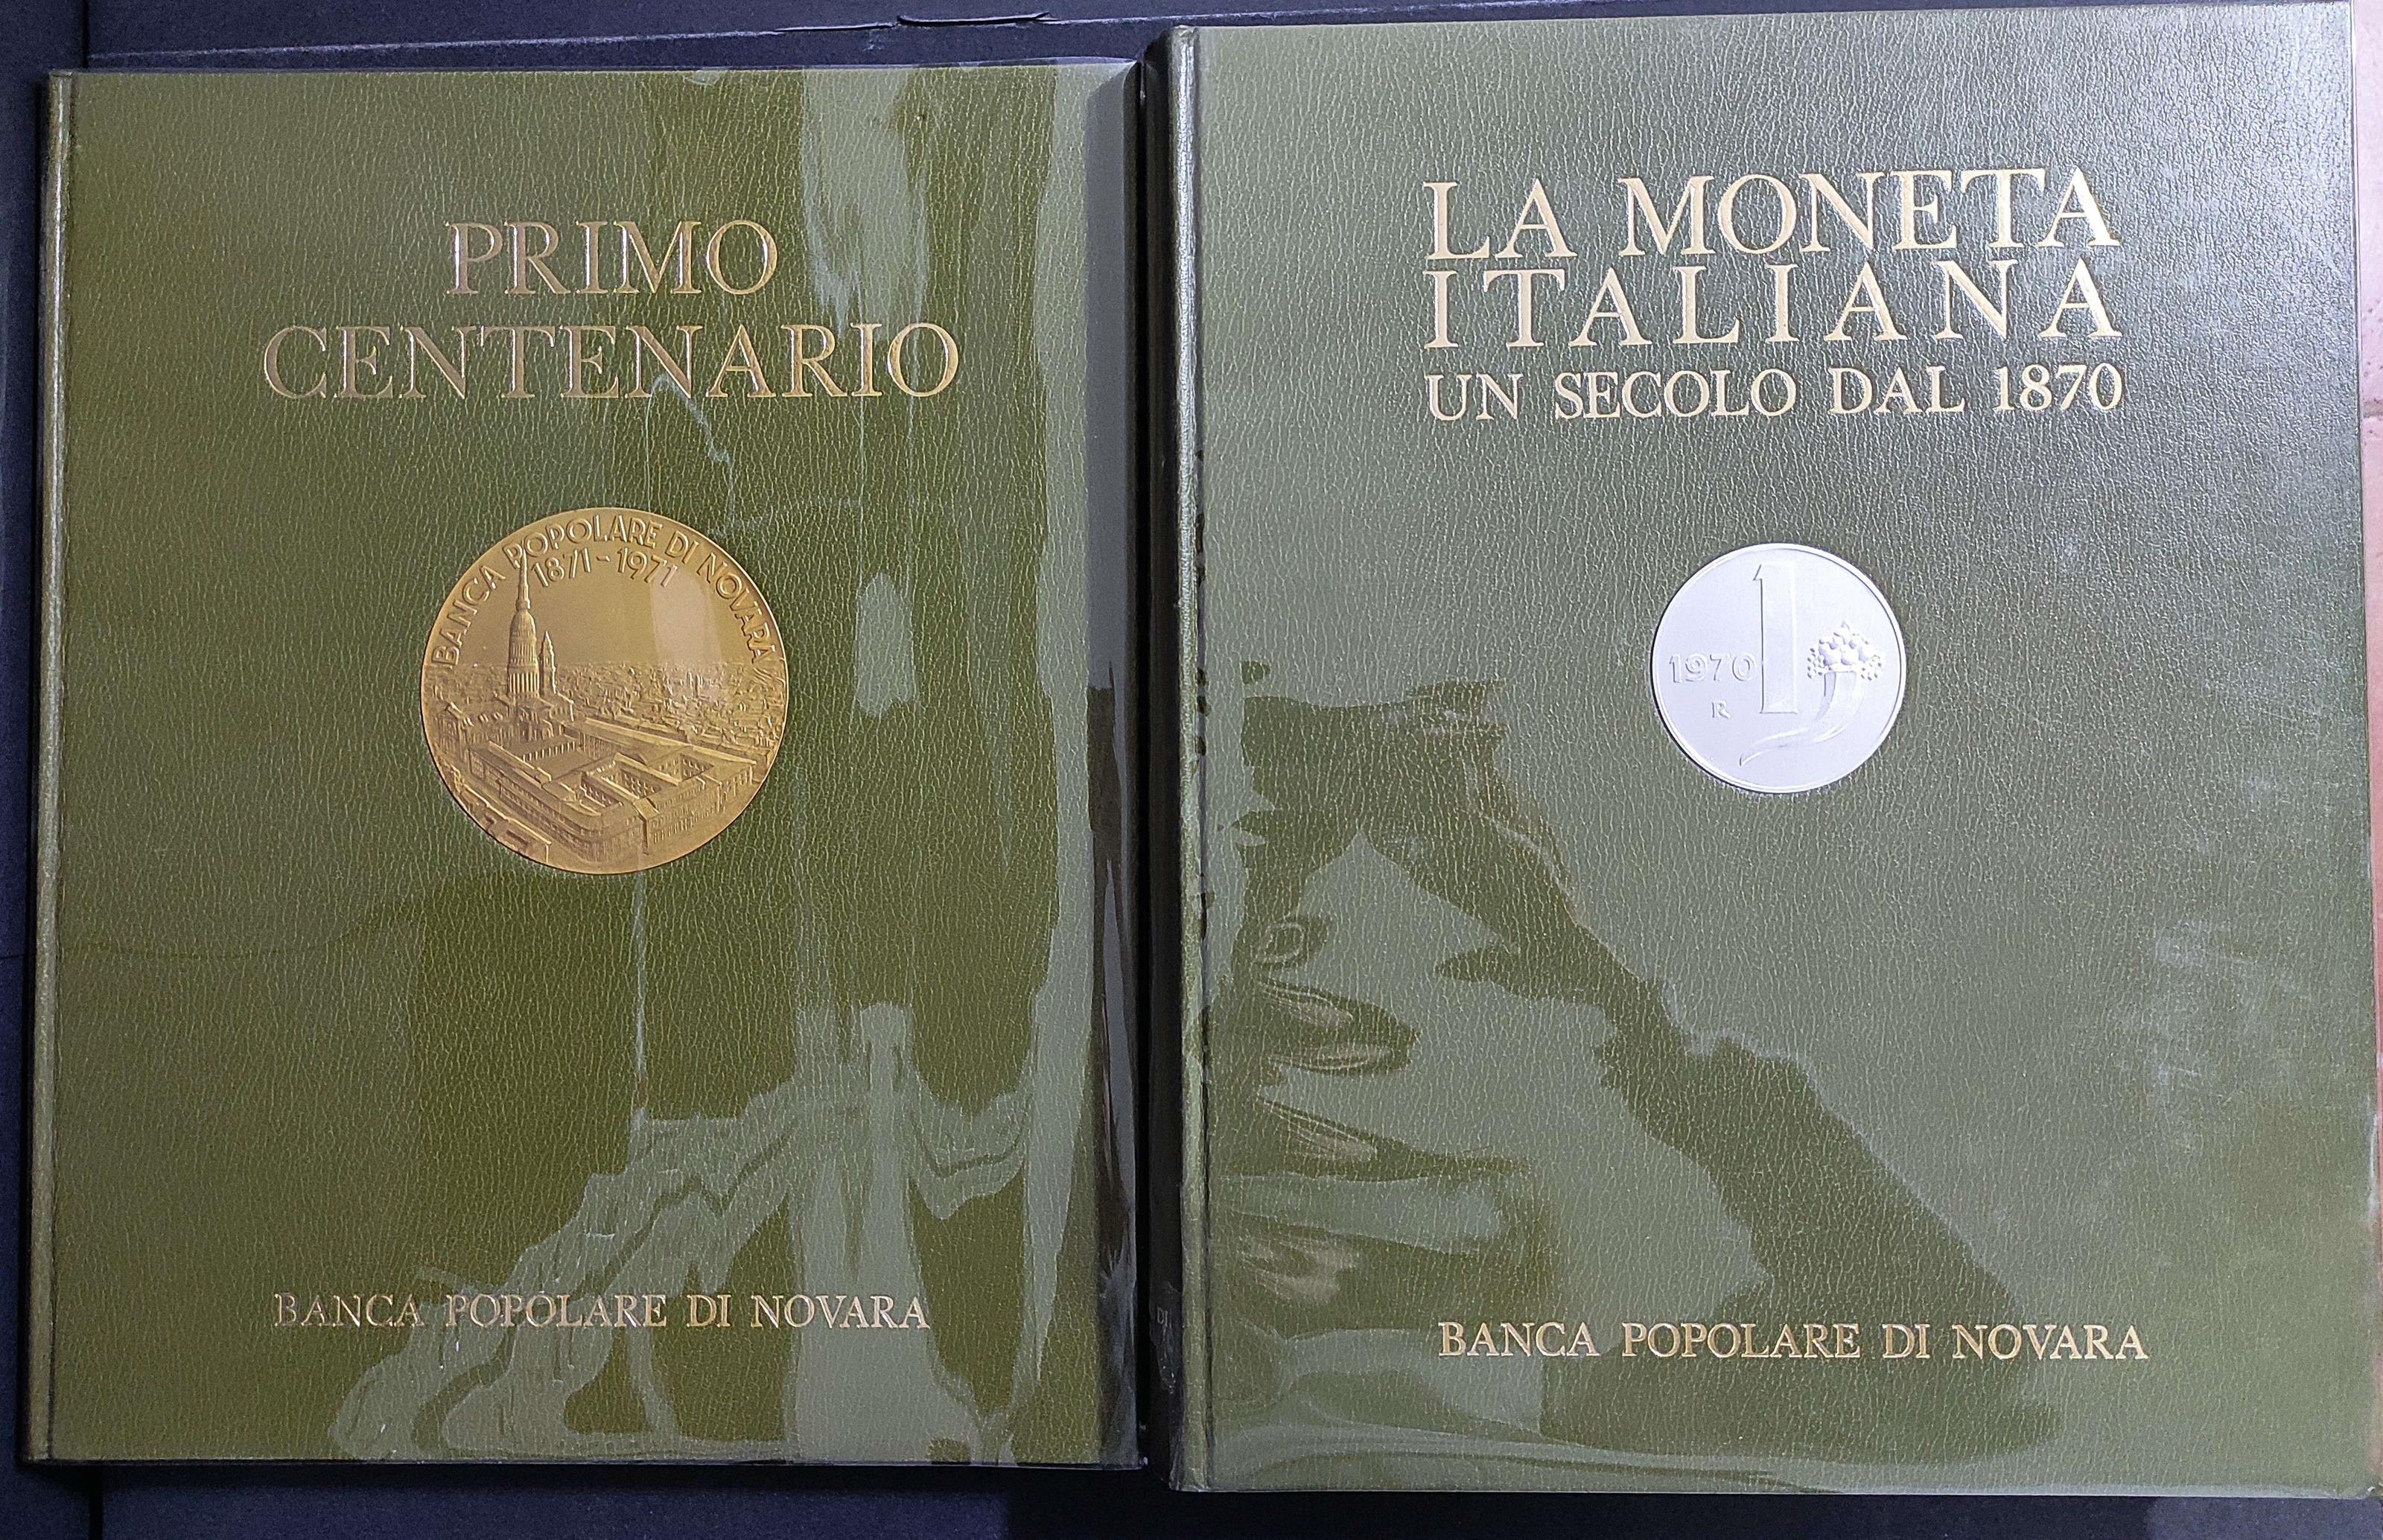 PRIMO
CENTENARIO
BANCA POPOLARE DI NOVARA
1871-1971
BANCA POPOLARE DI NOVARA
LA MONETA
ITALIANA
UN SECOLO DAL 1870
1
1970
R
BANCA POPOLARE DI NOVARA